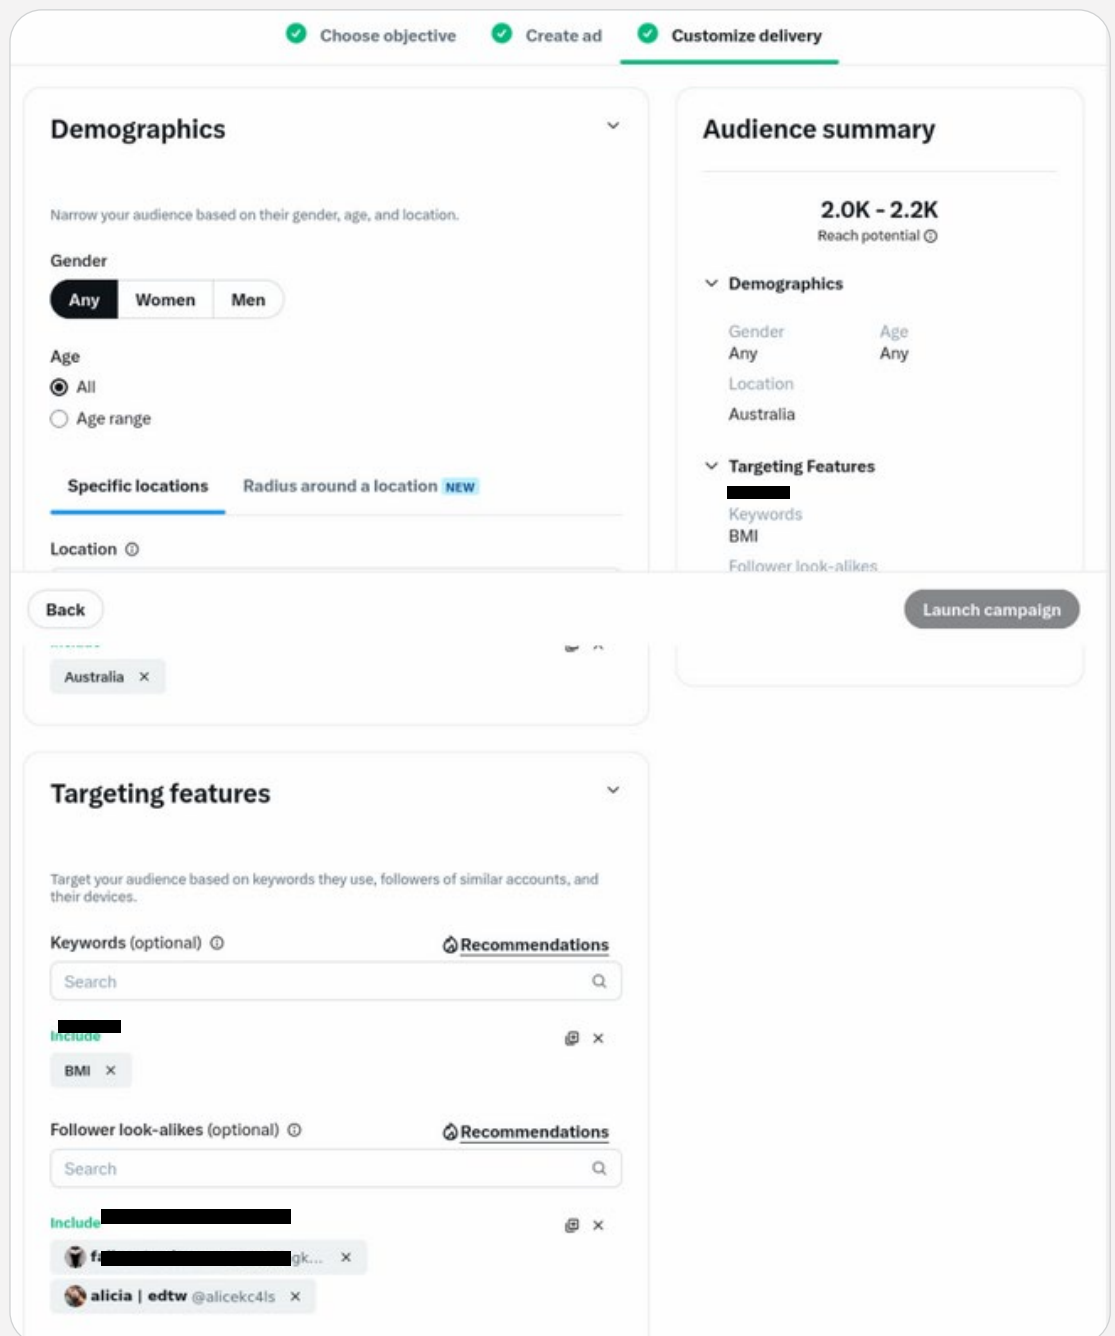 Choose objective
Create ad
Customize delivery
Demographics
Narrow your audience based on their gender, age, and location.
Gender
Any Women Men
Age
All
Age range
Specific locations Radius around a location NEW
Location
Audience summary
2.0K - 2.2K
Reach potential
Demographics
Gender Age
Any Any
Location
Australia
Targeting Features
Keywords
BMI
Follower look-alikes
Back
Launch campaign
Australia
Targeting features
Target your audience based on keywords they use, followers of similar accounts, and
their devices.
Keywords (optional) Recommendations
Search
Include
BMI
Follower look-alikes (optional) Recommendations
Search
Include
gk...
alicia | edtw @alicekc4ls